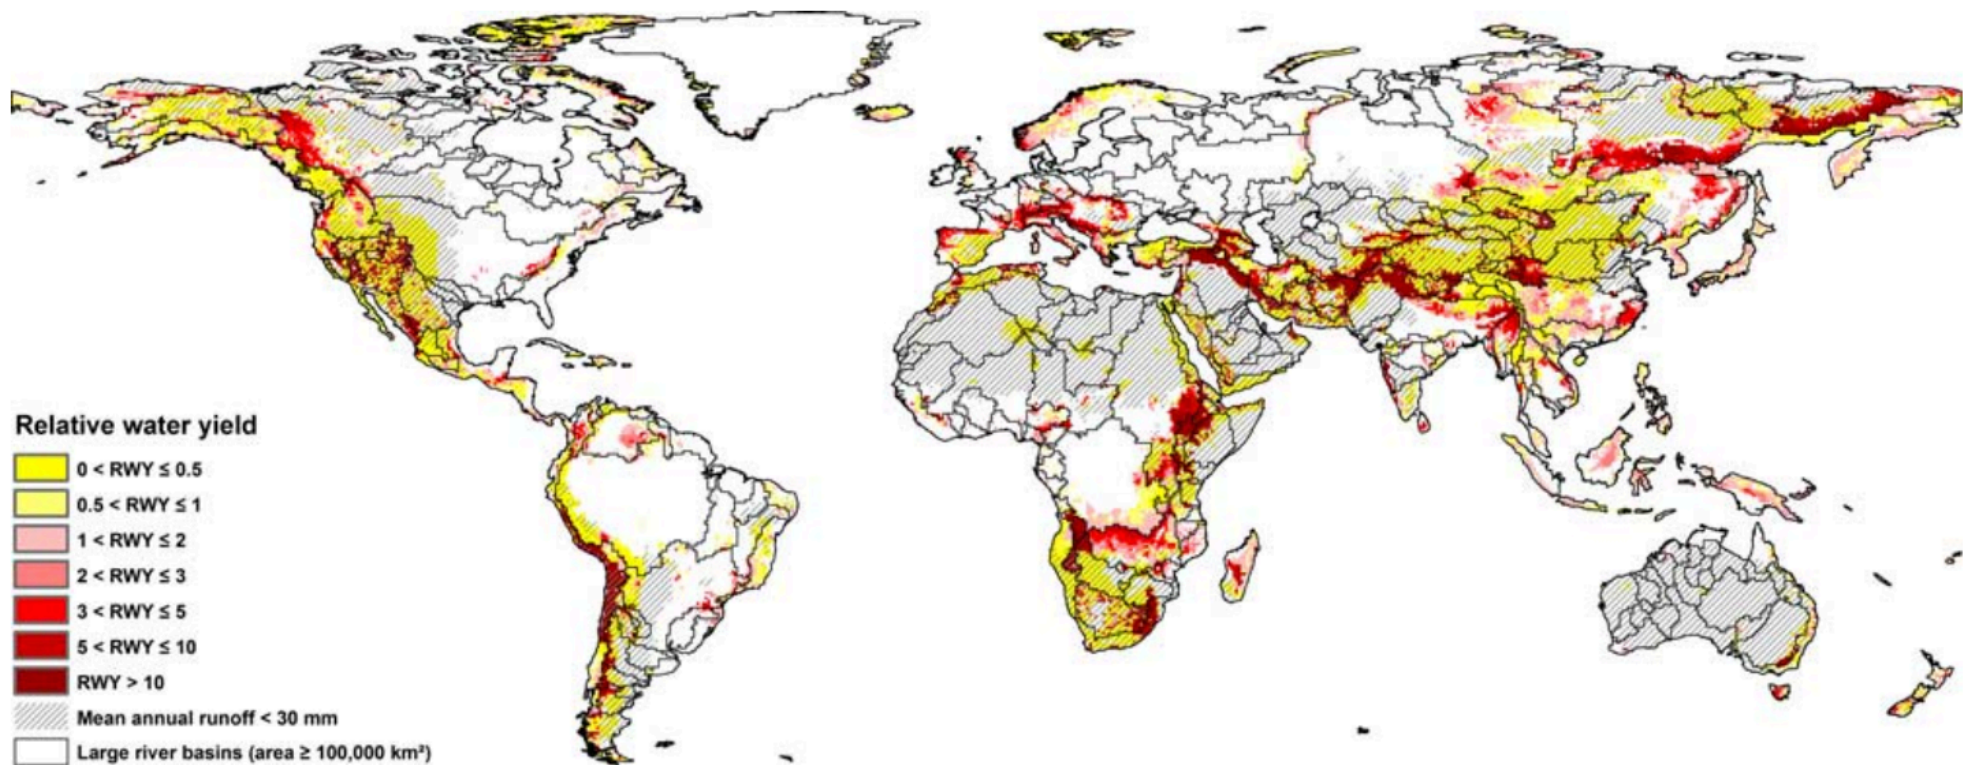 Relative water yield
0 < RWY ≤ 0.5
0.5 < RWY ≤ 1
1 < RWY ≤ 2
2 < RWY ≤ 3
3 < RWY ≤ 5
5 < RWY ≤ 10
RWY > 10
Mean annual runoff < 30 mm
Large river basins (area ≥ 100,000 km²)